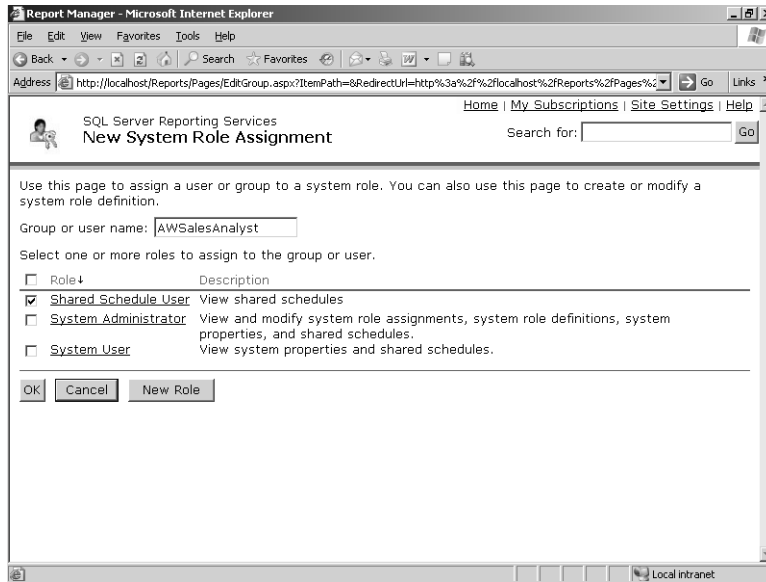 Report Manager - Microsoft Internet Explorer
File Edit View Favorites Tools Help
Back Search Favorites
Address http://localhost/Reports/Pages/EditGroup.aspx?ItemPath=&RedirectUrl=http%3a%2f%2flocalhost%2fReports%2fPages%2 Go Links
Home | My Subscriptions | Site Settings | Help
SQL Server Reporting Services
New System Role Assignment
Search for: Go
Use this page to assign a user or group to a system role. You can also use this page to create or modify a
system role definition.
Group or user name: AWSalesAnalyst
Select one or more roles to assign to the group or user.
Role↓ Description
Shared Schedule User View shared schedules
System Administrator View and modify system role assignments, system role definitions, system
properties, and shared schedules.
System User View system properties and shared schedules.
OK Cancel New Role
Local intranet